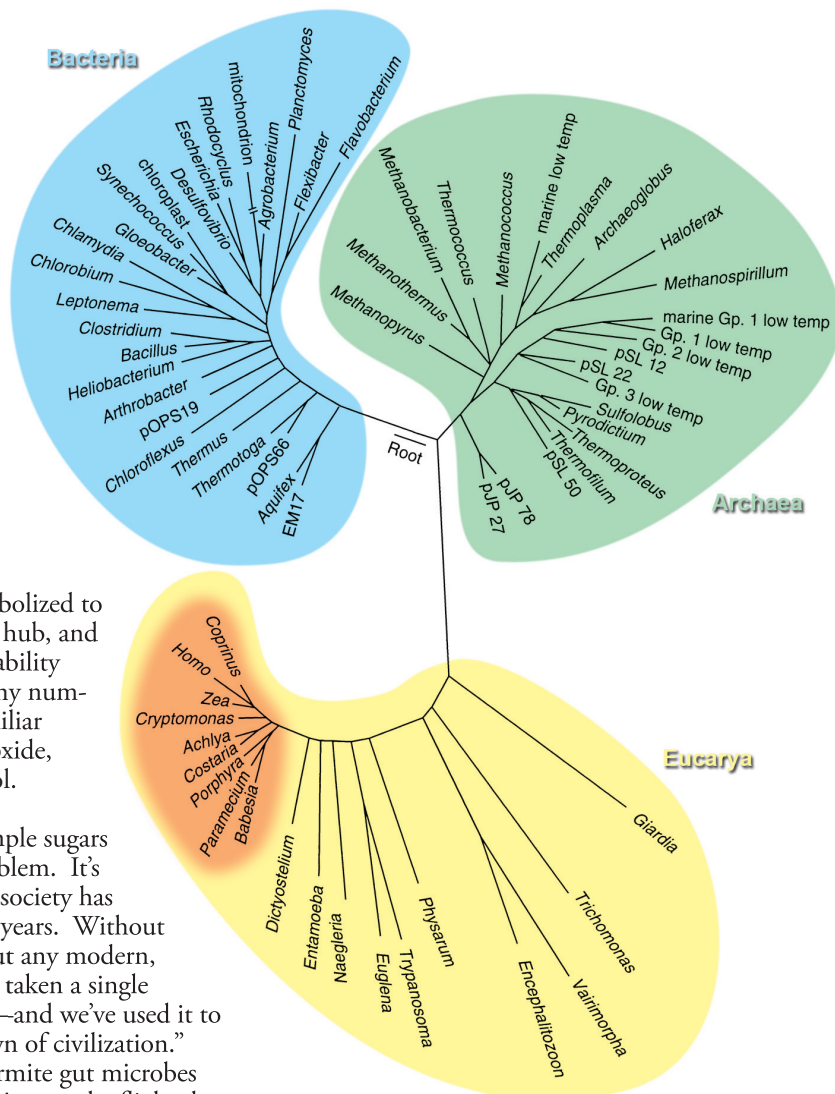 Bacteria
Flavobacterium
Planctomyces
mitochondrion
Rhodocyclus
Escherichia
Desulfovibrio
Agrobacterium
Flexibacter
chloroplast
Synechococcus
Gloeobacter
Chlamydia
Chlorobium
Leptonema
Clostridium
Bacillus
Heliobacterium
Arthrobacter
pOPS19
Chloroflexus
Thermus
Thermotoga
pOPS66
Aquifex
EM17
Root
Archaea
Methanobacterium
Thermococcus
Methanococcus
marine low temp
Thermoplasma
Archaeoglobus
Haloferax
Methanospirillum
Methanothermus
Methanopyrus
marine Gp. 1 low temp
Gp. 1 low temp
Gp. 2 low temp
pSL 12
pSL 22
Gp. 3 low temp
Sulfolobus
Pyrodictium
Thermoproteus
Thermofilum
pSL 50
pJP 78
pJP 27
Eucarya
Coprinus
Homo
Zea
Cryptomonas
Achlya
Costaria
Porphyra
Paramecium
Babesia
Dictyostelium
Entamoeba
Naegleria
Euglena
Trypanosoma
Physarum
Encephalitozoon
Vairimorpha
Trichomonas
Giardia
bolized to
hub, and
ability
ny num-
iliar
oxide,
ol.
mple sugars
blem. It’s
society has
years. Without
ut any modern,
taken a single
—and we’ve used it to
wn of civilization.”
rmite gut microbes